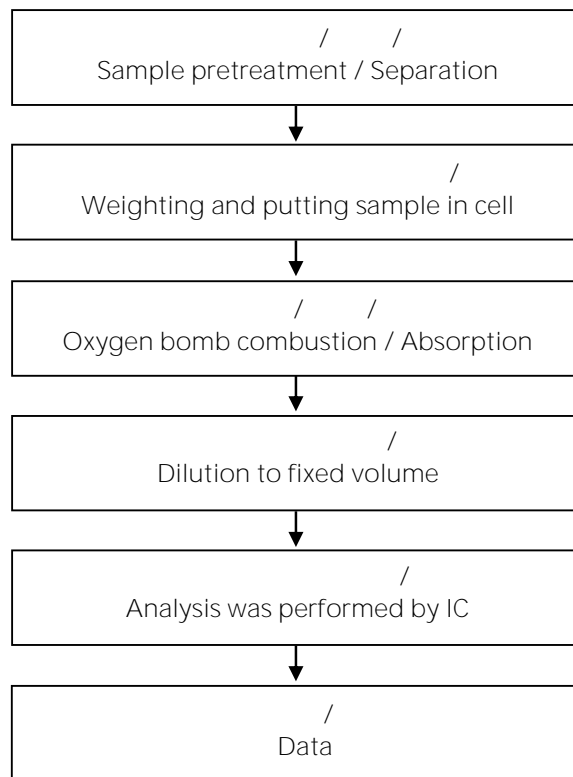 / /
Sample pretreatment / Separation
/
Weighting and putting sample in cell
/ /
Oxygen bomb combustion / Absorption
/
Dilution to fixed volume
/
Analysis was performed by IC
/
Data